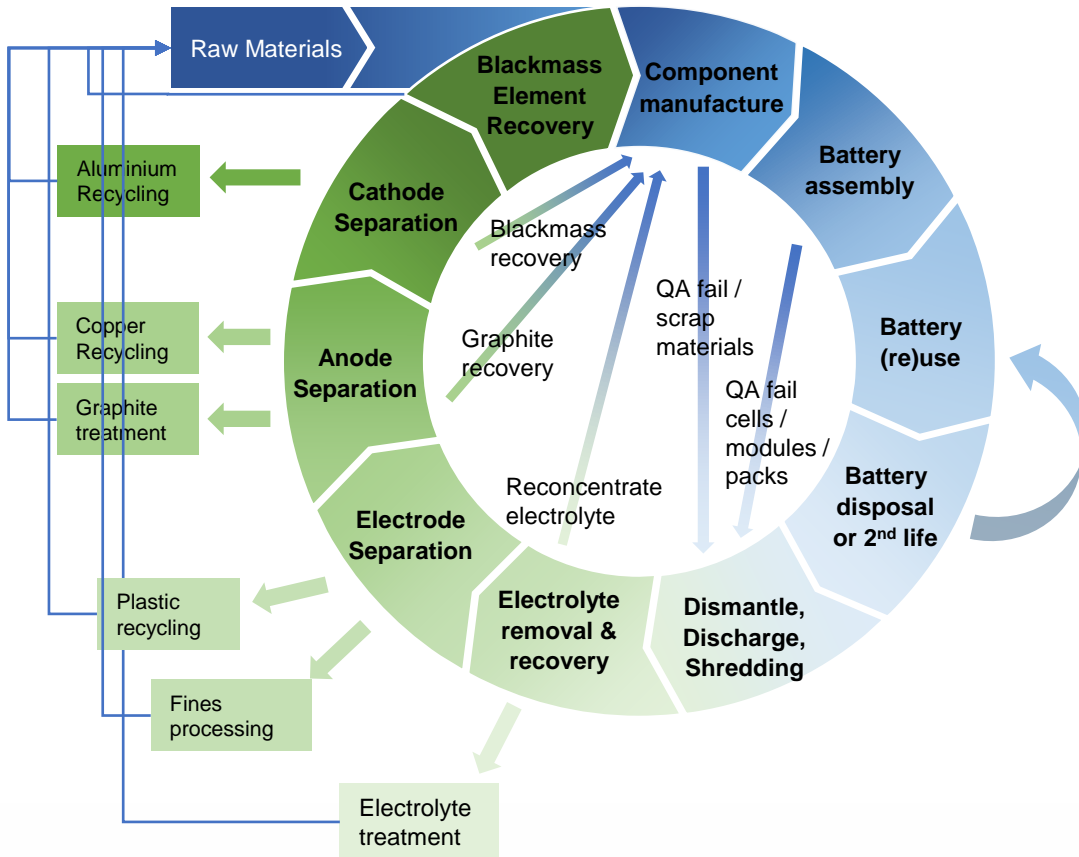 Raw Materials
Blackmass
Element
Recovery
Component
manufacture
Battery
assembly
Battery
(re)use
Battery
disposal
or 2nd life
Dismantle,
Discharge,
Shredding
Electrolyte
removal &
recovery
Electrode
Separation
Anode
Separation
Cathode
Separation
Blackmass
recovery
Graphite
recovery
Reconcentrate
electrolyte
QA fail /
scrap
materials
QA fail
cells /
modules /
packs
Aluminium
Recycling
Copper
Recycling
Graphite
treatment
Plastic
recycling
Fines
processing
Electrolyte
treatment